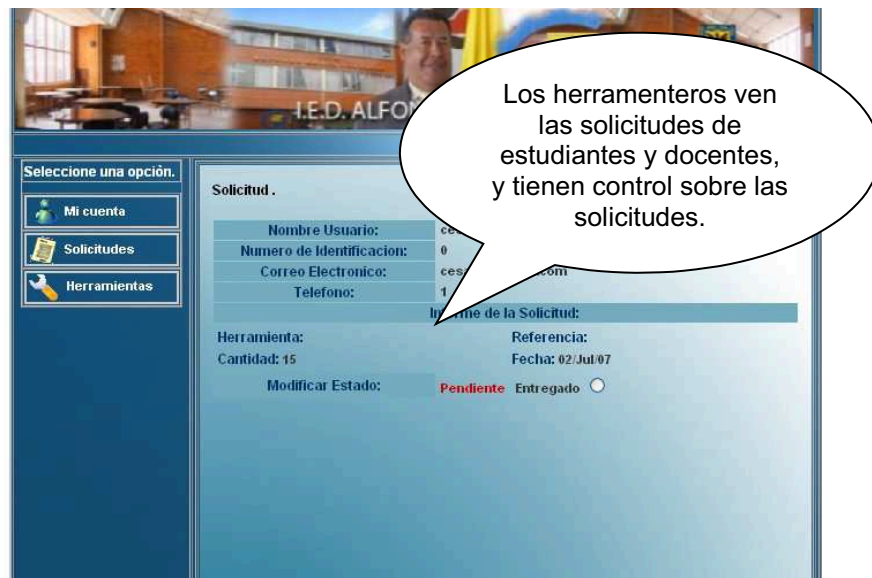 I.E.D. ALFO
Los herramenteros ven
las solicitudes de
estudiantes y docentes,
y tienen control sobre las
solicitudes.
Seleccione una opción.
Mi cuenta
Solicitudes
Herramientas
Solicitud .
Nombre Usuario:
Numero de Identificacion: 0
Correo Electronico:
Telefono: 1
de la Solicitud:
Herramienta: Referencia:
Cantidad: 15 Fecha: 02/Jul/07
Modificar Estado: Pendiente Entregado